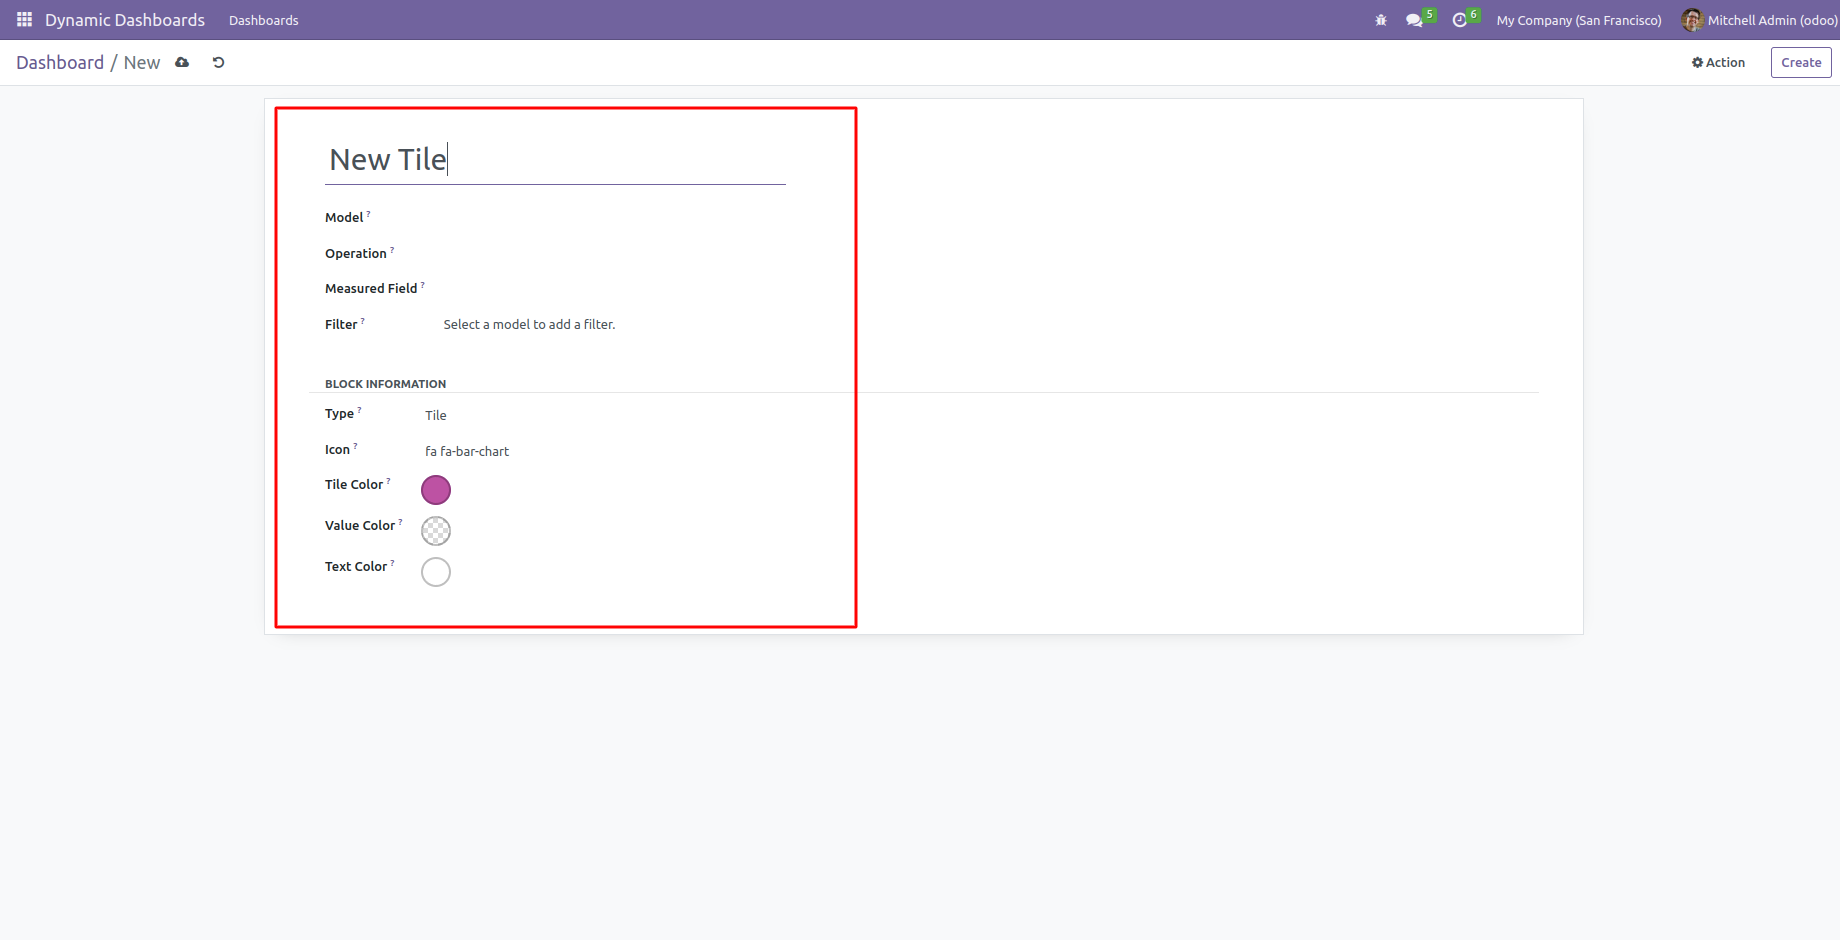 Dynamic Dashboards Dashboards 5 6 My Company (San Francisco) Mitchell Admin (odoo)
Dashboard / New Action Create
New Tile
Model ?
Operation ?
Measured Field ?
Filter ? Select a model to add a filter.
BLOCK INFORMATION
Type ? Tile
Icon ? fa fa-bar-chart
Tile Color ?
Value Color ?
Text Color ?